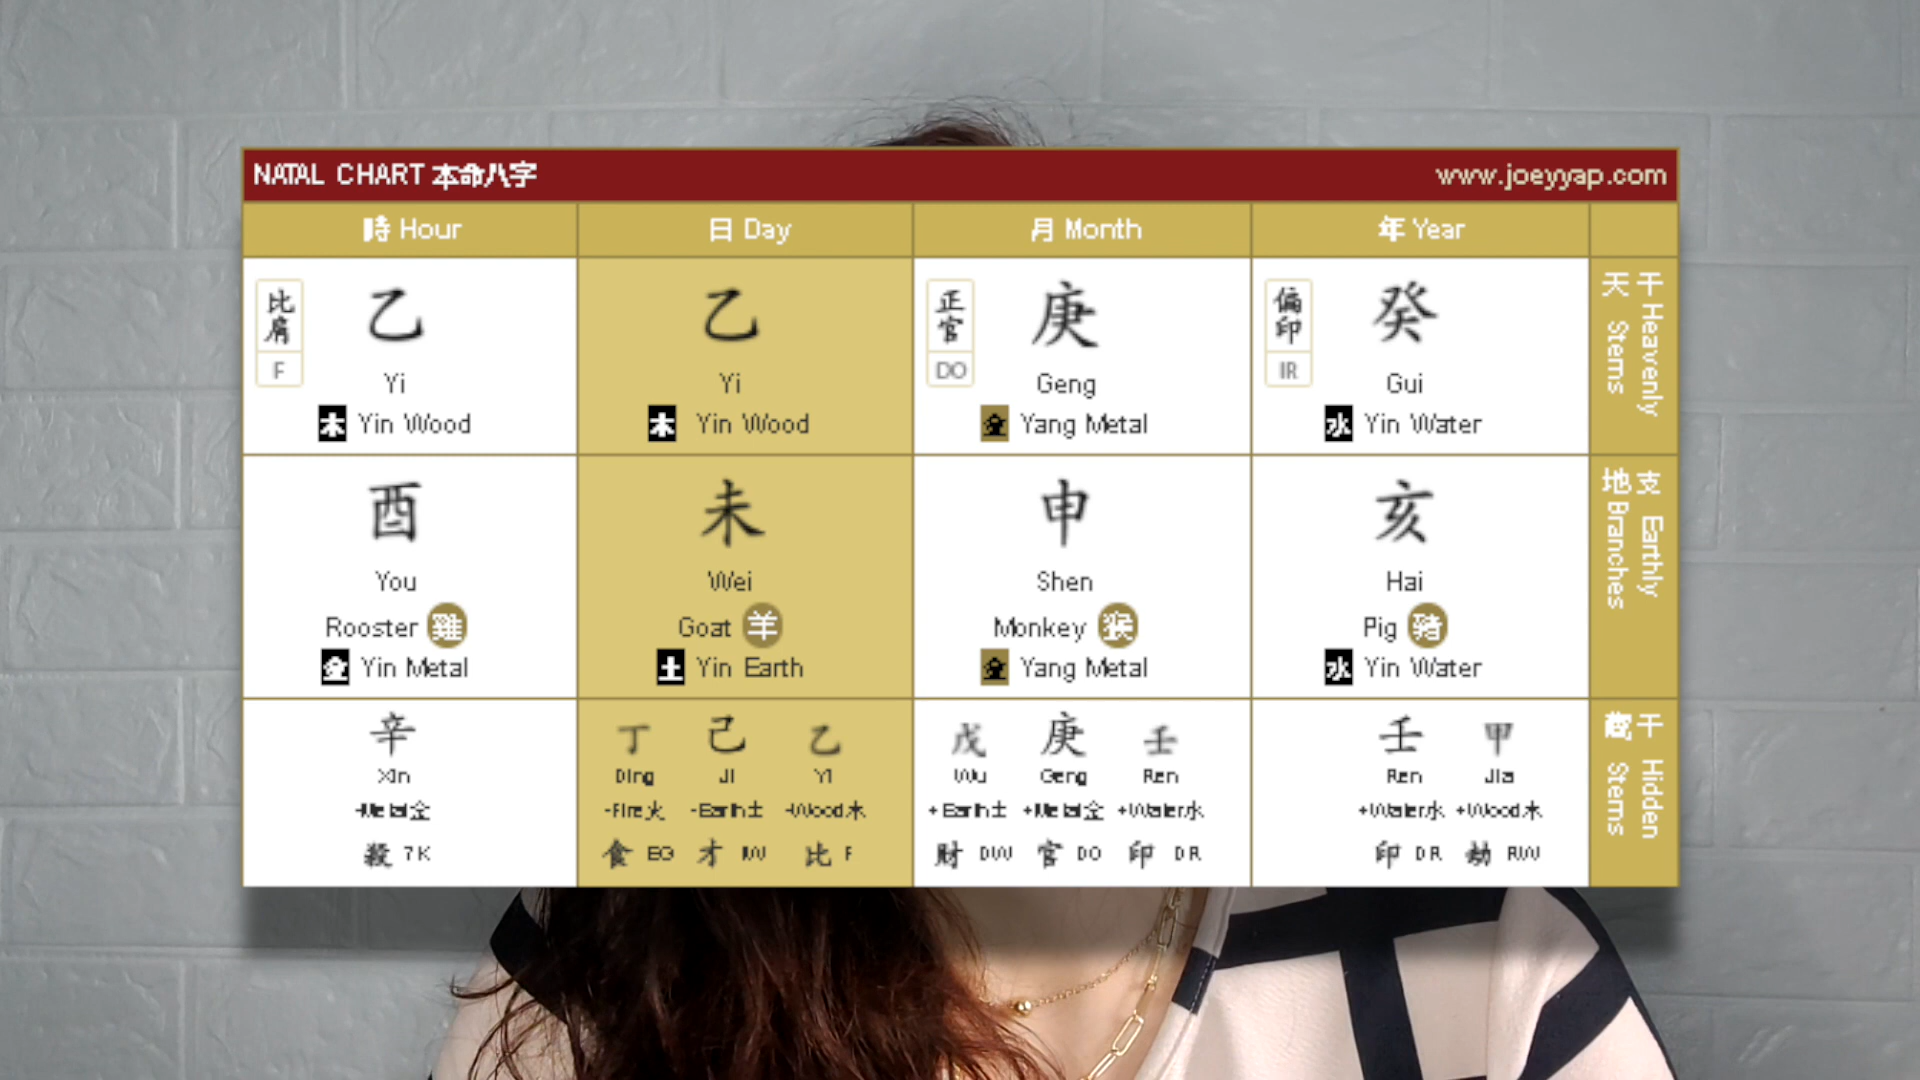 NATAL CHART 本命八字 www.joeyyap.com
時 Hour 日 Day 月 Month 年 Year
比肩 乙 乙 正官 庚 偏印 癸
F Yi Yi DO Geng IR Gui
木 Yin Wood 木 Yin Wood 金 Yang Metal 水 Yin Water
天干 Heavenly Stems
酉 未 申 亥
You Wei Shen Hai
Rooster 雞 Goat 羊 Monkey 猴 Pig 豬
金 Yin Metal 土 Yin Earth 金 Yang Metal 水 Yin Water
地支 Earthly Branches
辛 丁 己 乙 戊 庚 壬 壬 甲
Xin Ding Ji Yi Wu Geng Ren Ren Jia
-Metal金 -Fire火 -Earth土 -Wood木 +Earth土 +Metal金 +Water水 +Water水 +Wood木
殺 7K 食 EG 才 IW 比 F 財 DW 官 DO 印 DR 印 DR 劫 RW
藏干 Hidden Stems